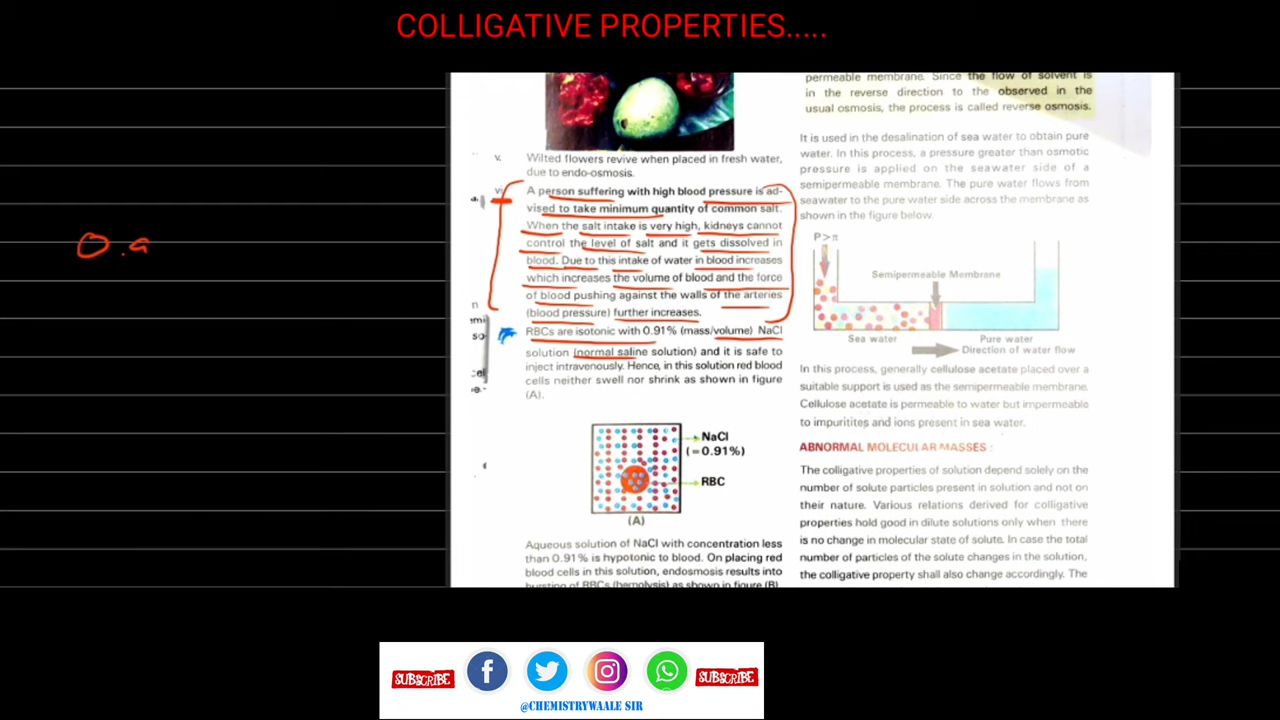 COLLIGATIVE PROPERTIES.....
0.9
v. Wilted flowers revive when placed in fresh water,
due to endo-osmosis.
vi A person suffering with high blood pressure is ad-
vised to take minimum quantity of common salt.
When the salt intake is very high, kidneys cannot
control the level of salt and it gets dissolved in
blood. Due to this intake of water in blood increases
which increases the volume of blood and the force
of blood pushing against the walls of the arteries
(blood pressure) further increases.
RBCs are isotonic with 0.91% (mass/volume) NaCl
solution (normal saline solution) and it is safe to
inject intravenously. Hence, in this solution red blood
cells neither swell nor shrink as shown in figure
(A).
NaCl
(=0.91%)
RBC
(A)
Aqueous solution of NaCl with concentration less
than 0.91% is hypotonic to blood. On placing red
blood cells in this solution, endosmosis results into
bursting of RBCs (hemolysis) as shown in figure (B).
permeable membrane. Since the flow of solvent is
in the reverse direction to the observed in the
usual osmosis, the process is called reverse osmosis.
It is used in the desalination of sea water to obtain pure
water. In this process, a pressure greater than osmotic
pressure is applied on the seawater side of a
semipermeable membrane. The pure water flows from
seawater to the pure water side across the membrane as
shown in the figure below.
P>π
Semipermeable Membrane
Sea water
Pure water
Direction of water flow
In this process, generally cellulose acetate placed over a
suitable support is used as the semipermeable membrane.
Cellulose acetate is permeable to water but impermeable
to impuritites and ions present in sea water.
ABNORMAL MOLECULAR MASSES :
The colligative properties of solution depend solely on the
number of solute particles present in solution and not on
their nature. Various relations derived for colligative
properties hold good in dilute solutions only when there
is no change in molecular state of solute. In case the total
number of particles of the solute changes in the solution,
the colligative property shall also change accordingly. The
SUBSCRIBE
SUBSCRIBE
@CHEMISTRYWAALE SIR